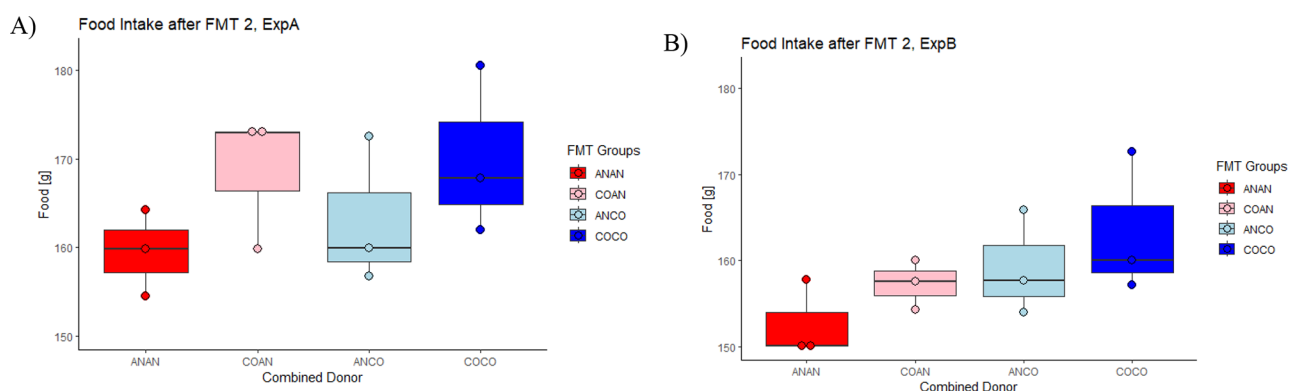 A)
Food Intake after FMT 2, ExpA
Food [g]
180
170
160
150
ANAN
COAN
ANCO
COCO
Combined Donor
FMT Groups
ANAN
COAN
ANCO
COCO
B)
Food Intake after FMT 2, ExpB
Food [g]
180
170
160
150
ANAN
COAN
ANCO
COCO
Combined Donor
FMT Groups
ANAN
COAN
ANCO
COCO